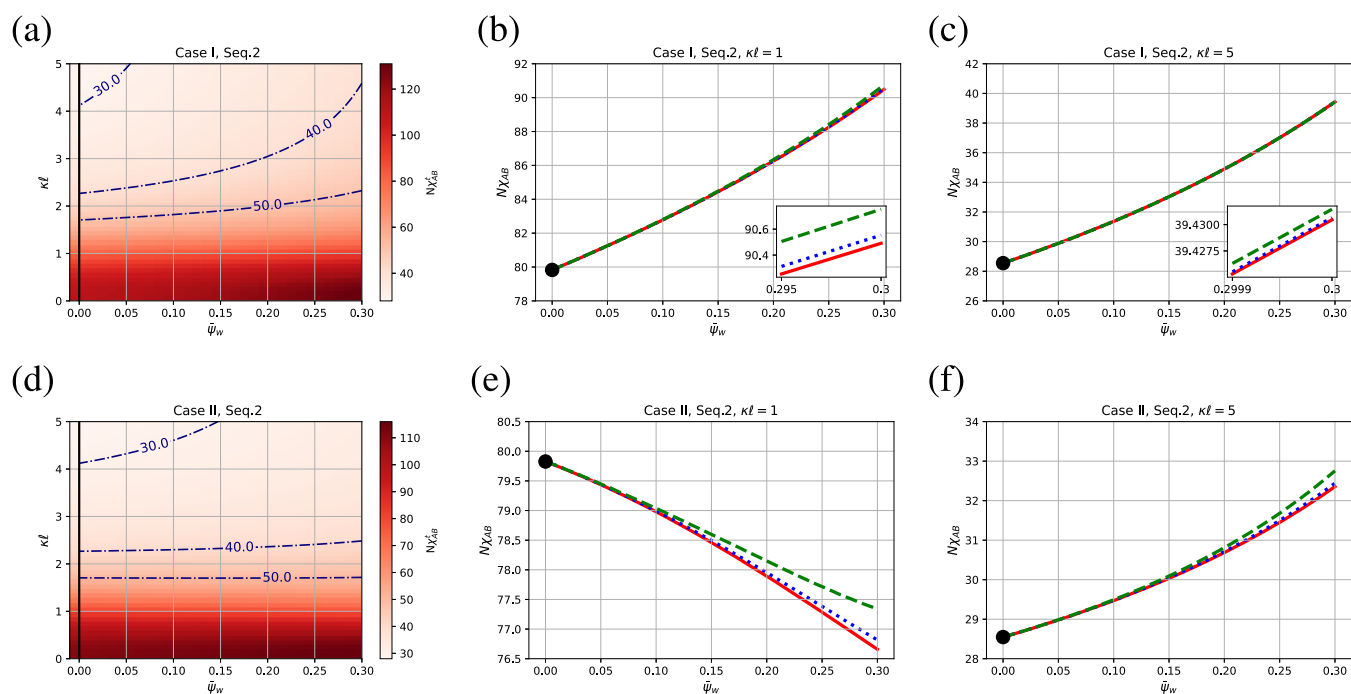 (a)
Case I, Seq.2
5
4
3
2
1
0
κℓ
30.0
40.0
50.0
0.00 0.05 0.10 0.15 0.20 0.25 0.30
ψ̄_w
120
100
80
60
40
Nχ^t_AB
(b)
Case I, Seq.2, κℓ = 1
92
90
88
86
84
82
80
78
Nχ_AB
90.6
90.4
0.295 0.3
0.00 0.05 0.10 0.15 0.20 0.25 0.30
ψ̄_w
(c)
Case I, Seq.2, κℓ = 5
42
40
38
36
34
32
30
28
26
Nχ_AB
39.4300
39.4275
0.2999 0.3
0.00 0.05 0.10 0.15 0.20 0.25 0.30
ψ̄_w
(d)
Case II, Seq.2
5
4
3
2
1
0
κℓ
30.0
40.0
50.0
0.00 0.05 0.10 0.15 0.20 0.25 0.30
ψ̄_w
110
100
90
80
70
60
50
40
30
Nχ^t_AB
(e)
Case II, Seq.2, κℓ = 1
80.5
80.0
79.5
79.0
78.5
78.0
77.5
77.0
76.5
Nχ_AB
0.00 0.05 0.10 0.15 0.20 0.25 0.30
ψ̄_w
(f)
Case II, Seq.2, κℓ = 5
34
33
32
31
30
29
28
Nχ_AB
0.00 0.05 0.10 0.15 0.20 0.25 0.30
ψ̄_w